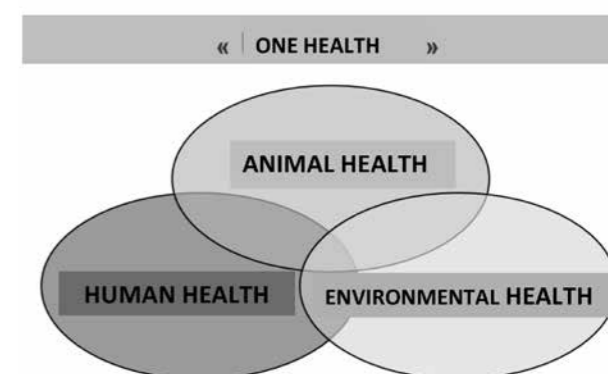 « ONE HEALTH »
ANIMAL HEALTH
HUMAN HEALTH
ENVIRONMENTAL HEALTH